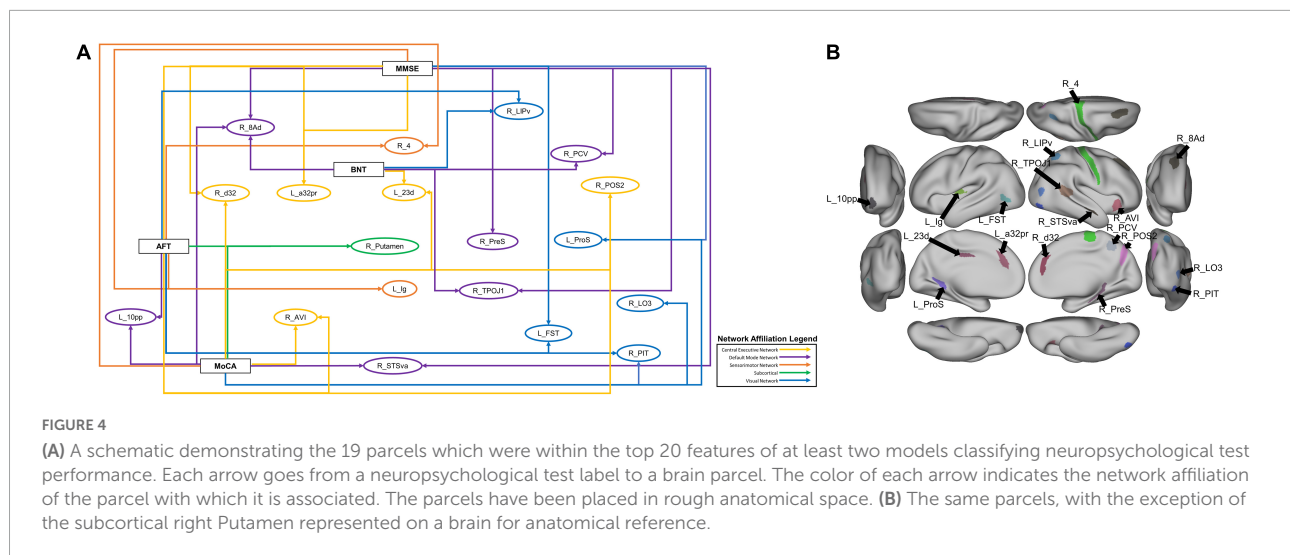 A
B
MMSE
R_4
R_LIPv
R_8Ad
R_8Ad
R_4
R_LIPv
R_PCV
R_TPOJ1
BNT
R_d32
L_a32pr
L_23d
R_POS2
L_10pp
L_Ig
L_FST
R_STSva
R_AVI
R_PCV
R_POS2
AFT
R_Putamen
R_PreS
L_ProS
L_23d
L_a32pr
R_d32
L_Ig
R_TPOJ1
R_LO3
R_LO3
R_PIT
L_ProS
R_PreS
L_10pp
R_AVI
L_FST
R_PIT
MoCA
R_STSva
Network Affiliation Legend
Central Executive Network
Default Mode Network
Sensorimotor Network
Subcortical
Visual Network
FIGURE 4
(A) A schematic demonstrating the 19 parcels which were within the top 20 features of at least two models classifying neuropsychological test
performance. Each arrow goes from a neuropsychological test label to a brain parcel. The color of each arrow indicates the network affiliation
of the parcel with which it is associated. The parcels have been placed in rough anatomical space. (B) The same parcels, with the exception of
the subcortical right Putamen represented on a brain for anatomical reference.